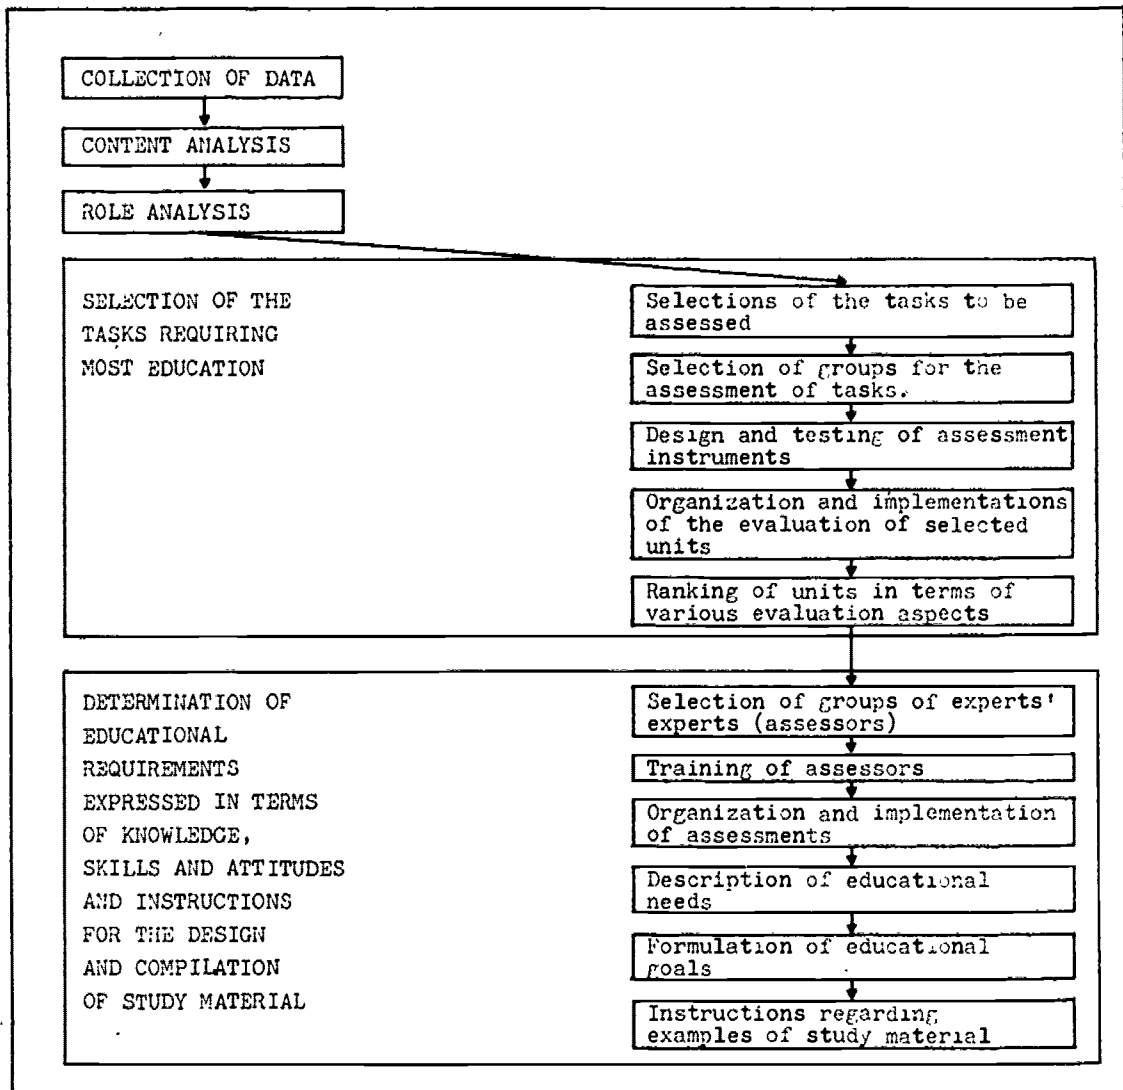 COLLECTION OF DATA
CONTENT ANALYSIS
ROLE ANALYSIS
SELECTION OF THE
TASKS REQUIRING
MOST EDUCATION
Selections of the tasks to be
assessed
Selection of groups for the
assessment of tasks.
Design and testing of assessment
instruments
Organization and implementations
of the evaluation of selected
units
Ranking of units in terms of
various evaluation aspects
DETERMINATION OF
EDUCATIONAL
REQUIREMENTS
EXPRESSED IN TERMS
OF KNOWLEDGE,
SKILLS AND ATTITUDES
AND INSTRUCTIONS
FOR THE DESIGN
AND COMPILATION
OF STUDY MATERIAL
Selection of groups of experts'
experts (assessors)
Training of assessors
Organization and implementation
of assessments
Description of educational
needs
Formulation of educational
goals
Instructions regarding
examples of study material